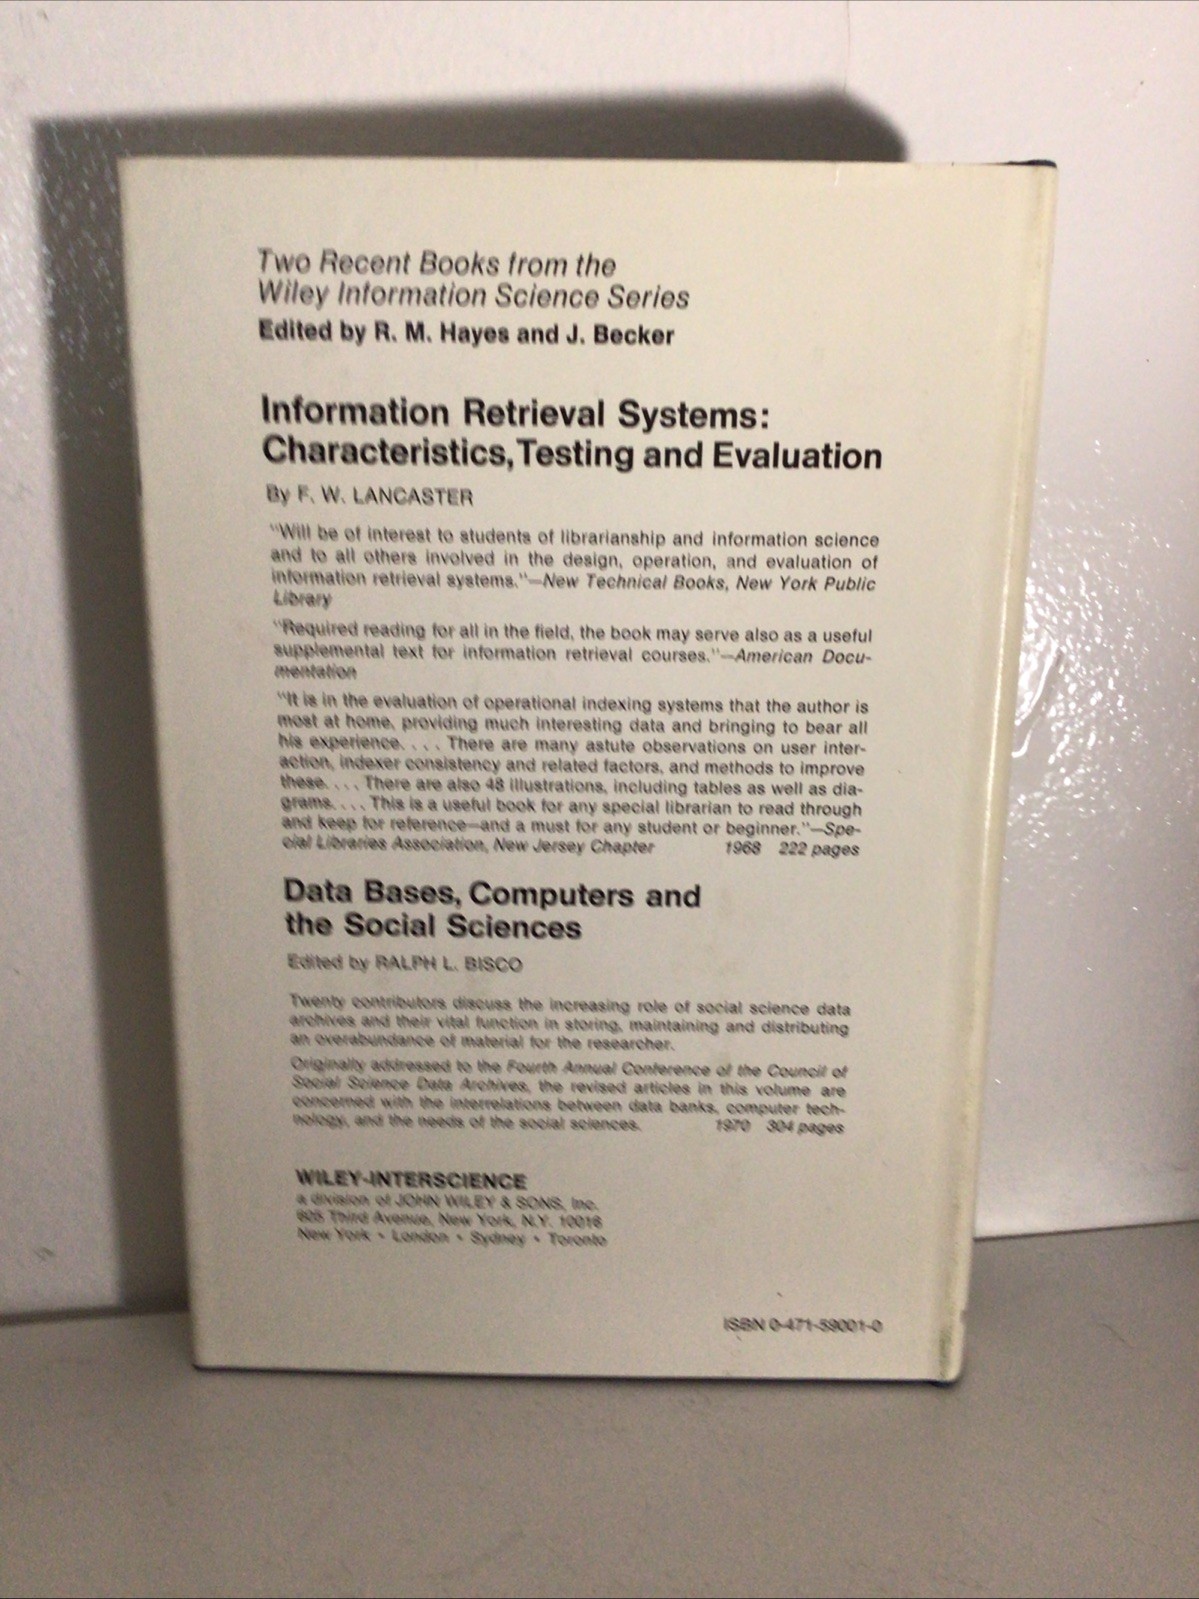 Two Recent Books from the
Wiley Information Science Series
Edited by R. M. Hayes and J. Becker
Information Retrieval Systems:
Characteristics, Testing and Evaluation
By F. W. LANCASTER
"Will be of interest to students of librarianship and information science
and to all others involved in the design, operation, and evaluation of
information retrieval systems."—New Technical Books, New York Public
Library
"Required reading for all in the field, the book may serve also as a useful
supplemental text for information retrieval courses."—American Docu-
mentation
"It is in the evaluation of operational indexing systems that the author is
most at home, providing much interesting data and bringing to bear all
his experience. . . . There are many astute observations on user inter-
action, indexer consistency and related factors, and methods to improve
these. . . . There are also 48 illustrations, including tables as well as dia-
grams. . . . This is a useful book for any special librarian to read through
and keep for reference—and a must for any student or beginner."—Spe-
cial Libraries Association, New Jersey Chapter 1968 222 pages
Data Bases, Computers and
the Social Sciences
Edited by RALPH L. BISCO
Twenty contributors discuss the increasing role of social science data
archives and their vital function in storing, maintaining and distributing
an overabundance of material for the researcher.
Originally addressed to the Fourth Annual Conference of the Council of
Social Science Data Archives, the revised articles in this volume are
concerned with the interrelations between data banks, computer tech-
nology, and the needs of the social sciences. 1970 304 pages
WILEY-INTERSCIENCE
a division of JOHN WILEY & SONS, Inc.
605 Third Avenue, New York, N.Y. 10016
New York • London • Sydney • Toronto
ISBN 0-471-59001-0